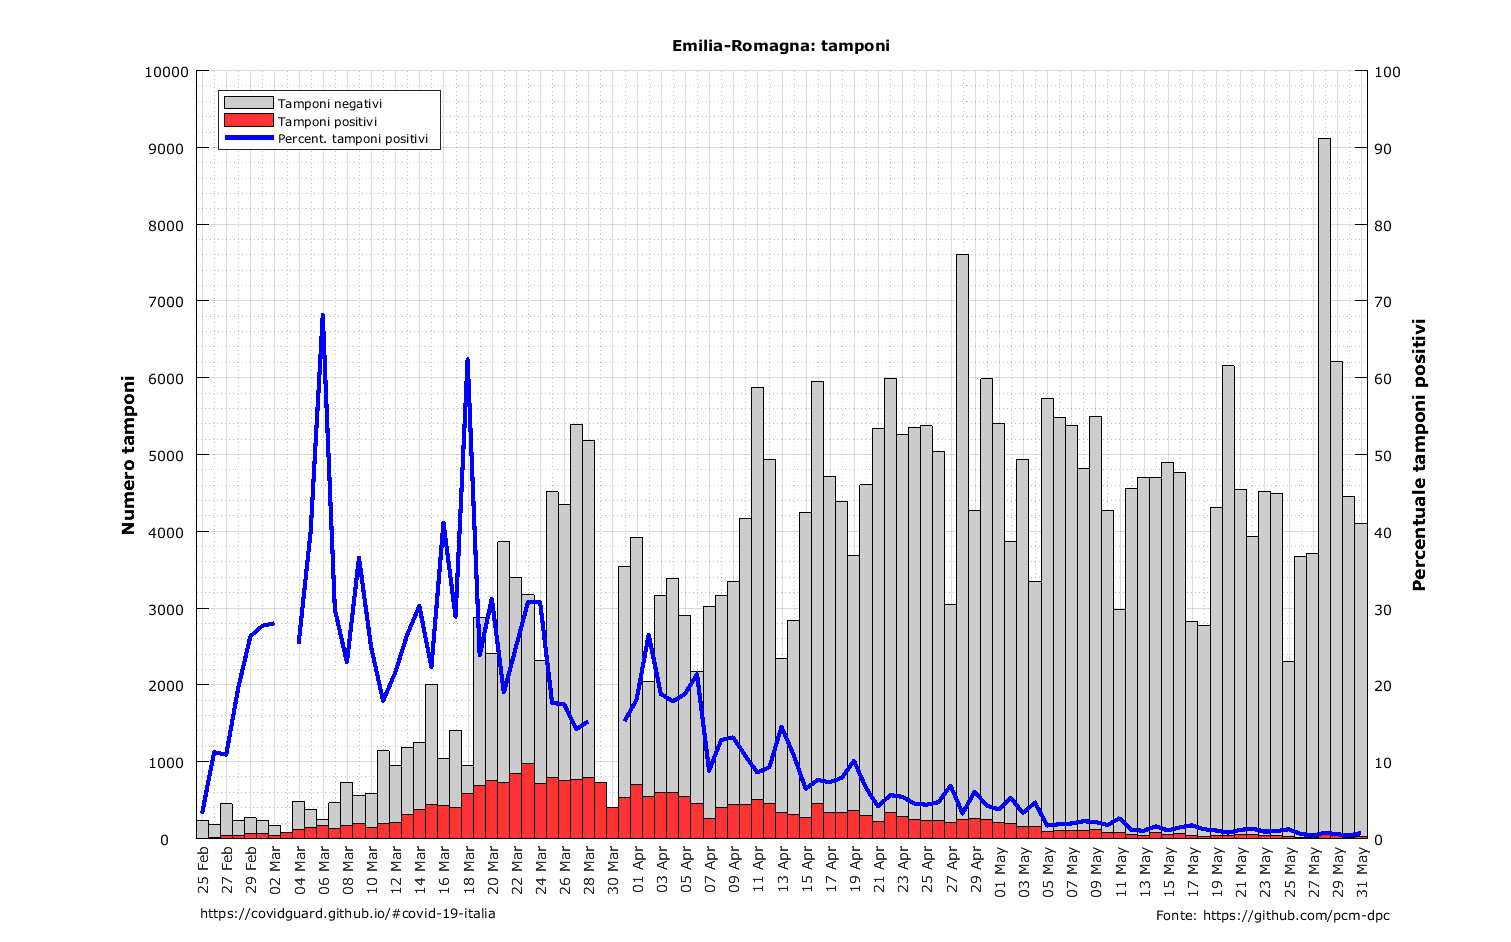 Emilia-Romagna: tamponi
Tamponi negativi
Tamponi positivi
Percent. tamponi positivi
Numero tamponi
10000
9000
8000
7000
6000
5000
4000
3000
2000
1000
0
100
90
80
70
60
50
40
30
20
10
0
Percentuale tamponi positivi
25 Feb
27 Feb
29 Feb
02 Mar
04 Mar
06 Mar
08 Mar
10 Mar
12 Mar
14 Mar
16 Mar
18 Mar
20 Mar
22 Mar
24 Mar
26 Mar
28 Mar
30 Mar
01 Apr
03 Apr
05 Apr
07 Apr
09 Apr
11 Apr
13 Apr
15 Apr
17 Apr
19 Apr
21 Apr
23 Apr
25 Apr
27 Apr
29 Apr
01 May
03 May
05 May
07 May
09 May
11 May
13 May
15 May
17 May
19 May
21 May
23 May
25 May
27 May
29 May
31 May
https://covidguard.github.io/#covid-19-italia
Fonte: https://github.com/pcm-dpc